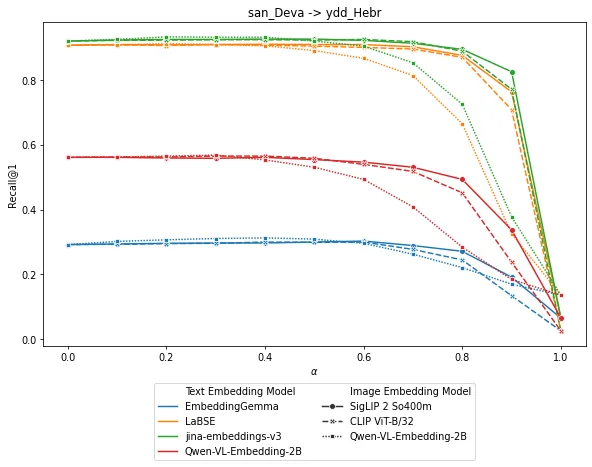 san_Deva -> ydd_Hebr
Recall@1
0.8
0.6
0.4
0.2
0.0
0.0 0.2 0.4 0.6 0.8 1.0
α
Text Embedding Model
EmbeddingGemma
LaBSE
jina-embeddings-v3
Qwen-VL-Embedding-2B
Image Embedding Model
SigLIP 2 So400m
CLIP ViT-B/32
Qwen-VL-Embedding-2B